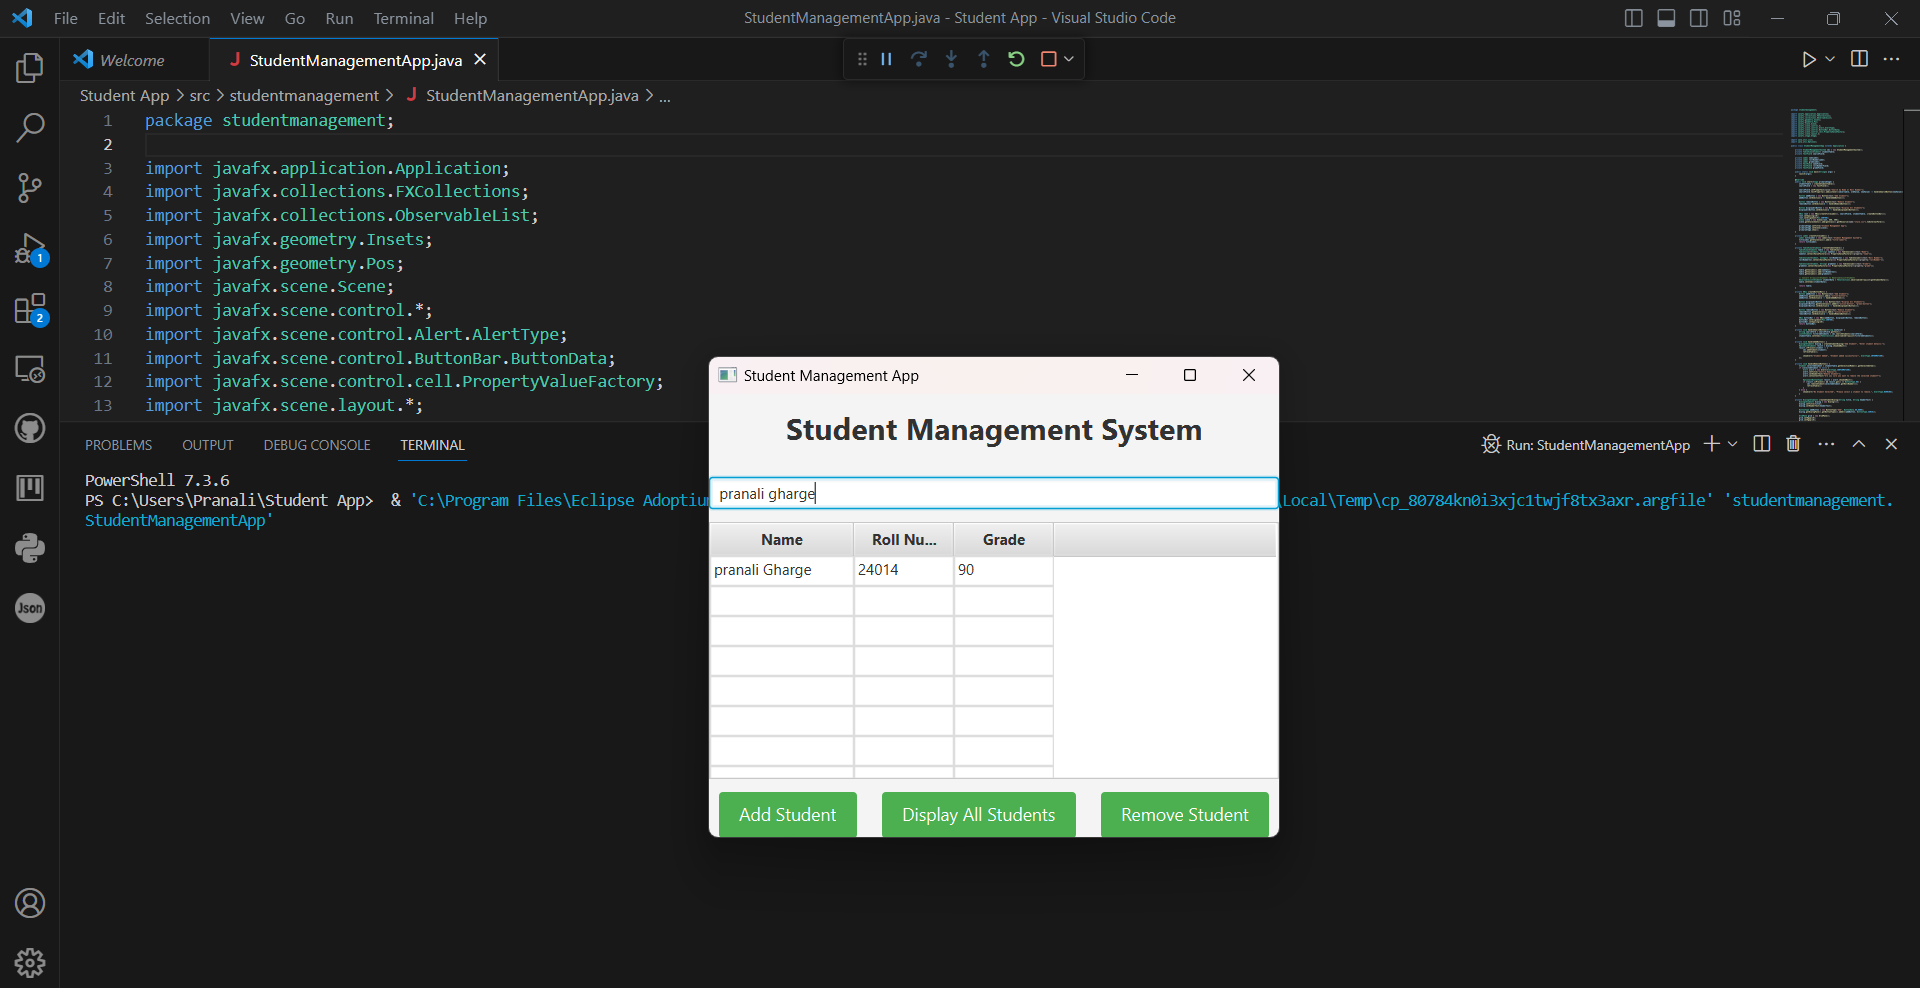 File Edit Selection View Go Run Terminal Help
StudentManagementApp.java - Student App - Visual Studio Code
Welcome
J StudentManagementApp.java
Student App > src > studentmanagement > J StudentManagementApp.java > ...
1 package studentmanagement;
2
3 import javafx.application.Application;
4 import javafx.collections.FXCollections;
5 import javafx.collections.ObservableList;
6 import javafx.geometry.Insets;
7 import javafx.geometry.Pos;
8 import javafx.scene.Scene;
9 import javafx.scene.control.*;
10 import javafx.scene.control.Alert.AlertType;
11 import javafx.scene.control.ButtonBar.ButtonData;
12 import javafx.scene.control.cell.PropertyValueFactory;
13 import javafx.scene.layout.*;
1
2
Json
PROBLEMS OUTPUT DEBUG CONSOLE TERMINAL
Run: StudentManagementApp
PowerShell 7.3.6
PS C:\Users\Pranali\Student App> & 'C:\Program Files\Eclipse Adoptiu
\Local\Temp\cp_80784kn0i3xjc1twjf8tx3axr.argfile' 'studentmanagement.
StudentManagementApp'
Student Management App
Student Management System
pranali gharge
Name Roll Nu... Grade
pranali Gharge 24014 90
Add Student Display All Students Remove Student